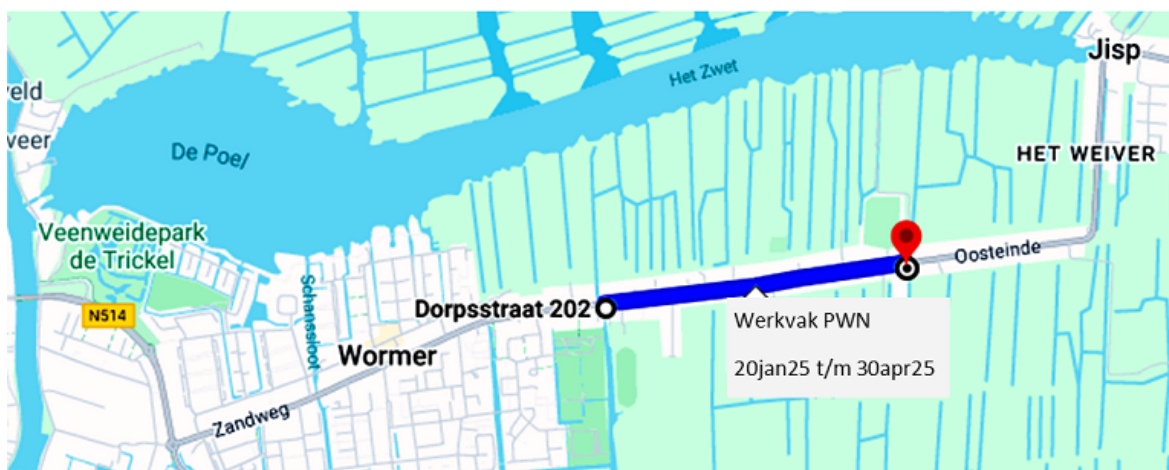 Jisp
Het Zwet
veld
veer
De Poel
HET WEIVER
Veenweidepark
de Trickel
Oosteinde
Schanssloot
Dorpsstraat 202
N514
Werkvak PWN
Wormer
20jan25 t/m 30apr25
Zandweg